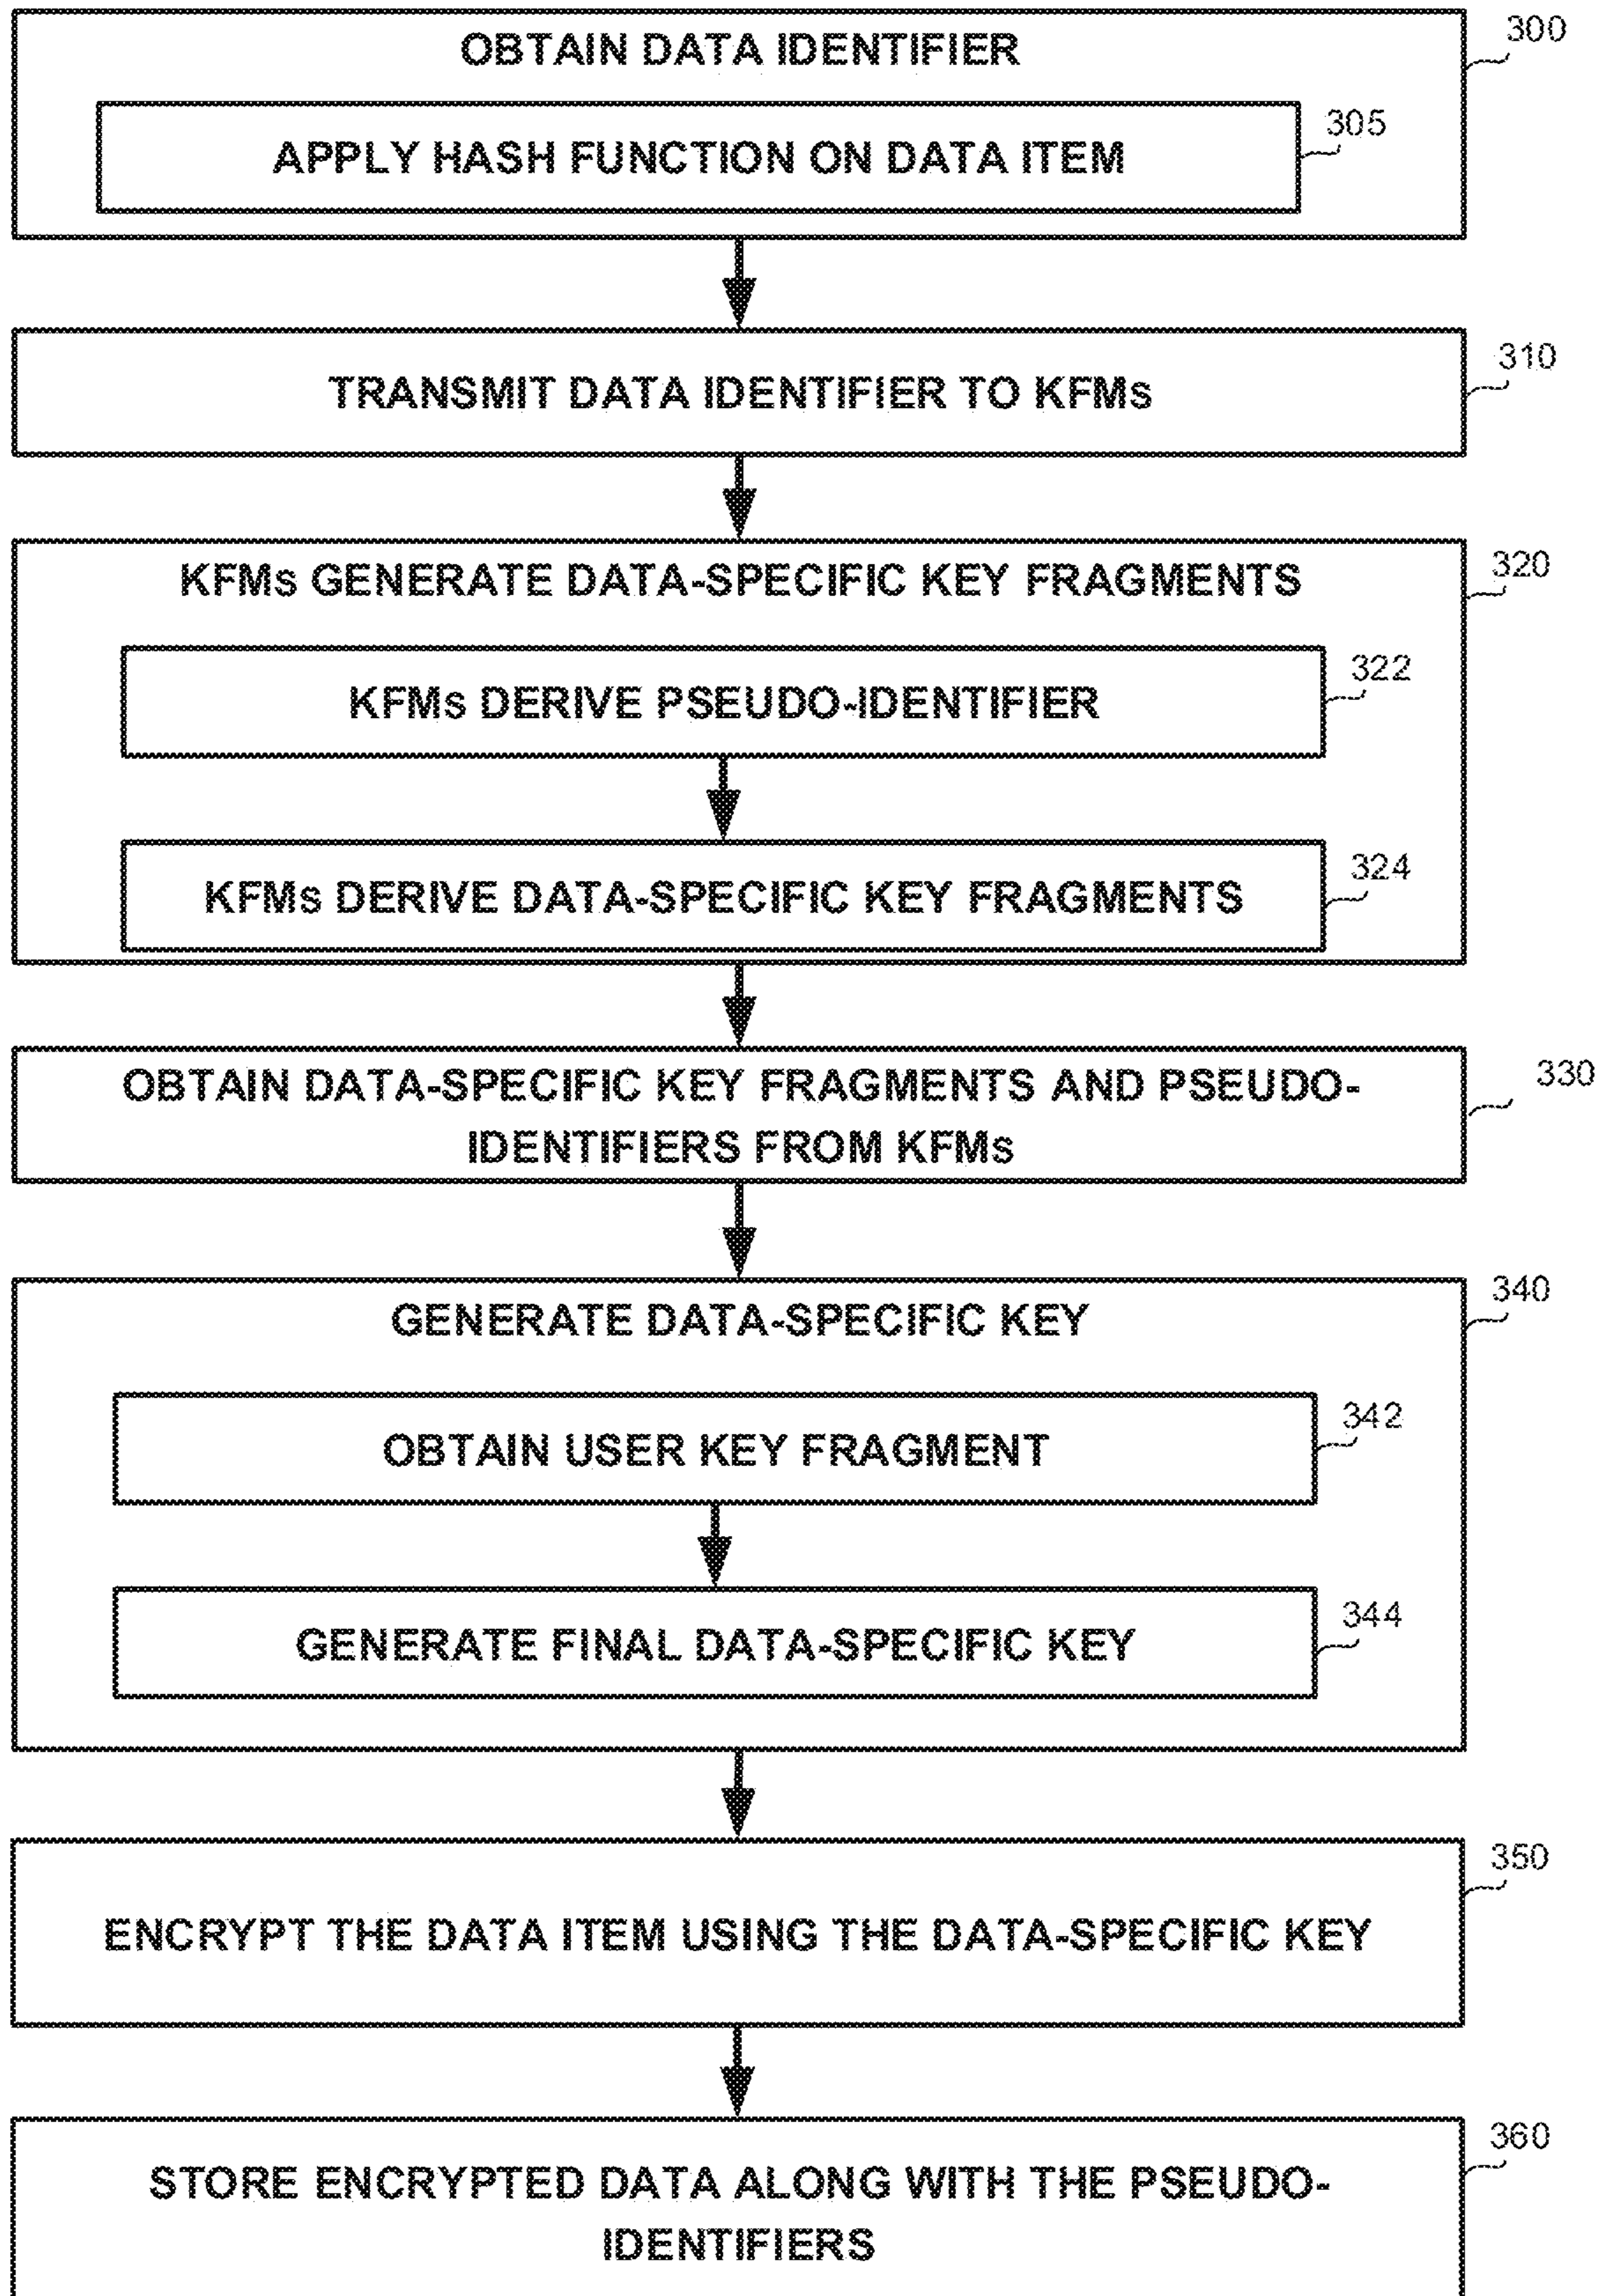 OBTAIN DATA IDENTIFIER
300
APPLY HASH FUNCTION ON DATA ITEM
305
TRANSMIT DATA IDENTIFIER TO KFMs
310
KFMs GENERATE DATA-SPECIFIC KEY FRAGMENTS
320
KFMs DERIVE PSEUDO-IDENTIFIER
322
KFMs DERIVE DATA-SPECIFIC KEY FRAGMENTS
324
OBTAIN DATA-SPECIFIC KEY FRAGMENTS AND PSEUDO-
IDENTIFIERS FROM KFMs
330
GENERATE DATA-SPECIFIC KEY
340
OBTAIN USER KEY FRAGMENT
342
GENERATE FINAL DATA-SPECIFIC KEY
344
ENCRYPT THE DATA ITEM USING THE DATA-SPECIFIC KEY
350
STORE ENCRYPTED DATA ALONG WITH THE PSEUDO-
IDENTIFIERS
360